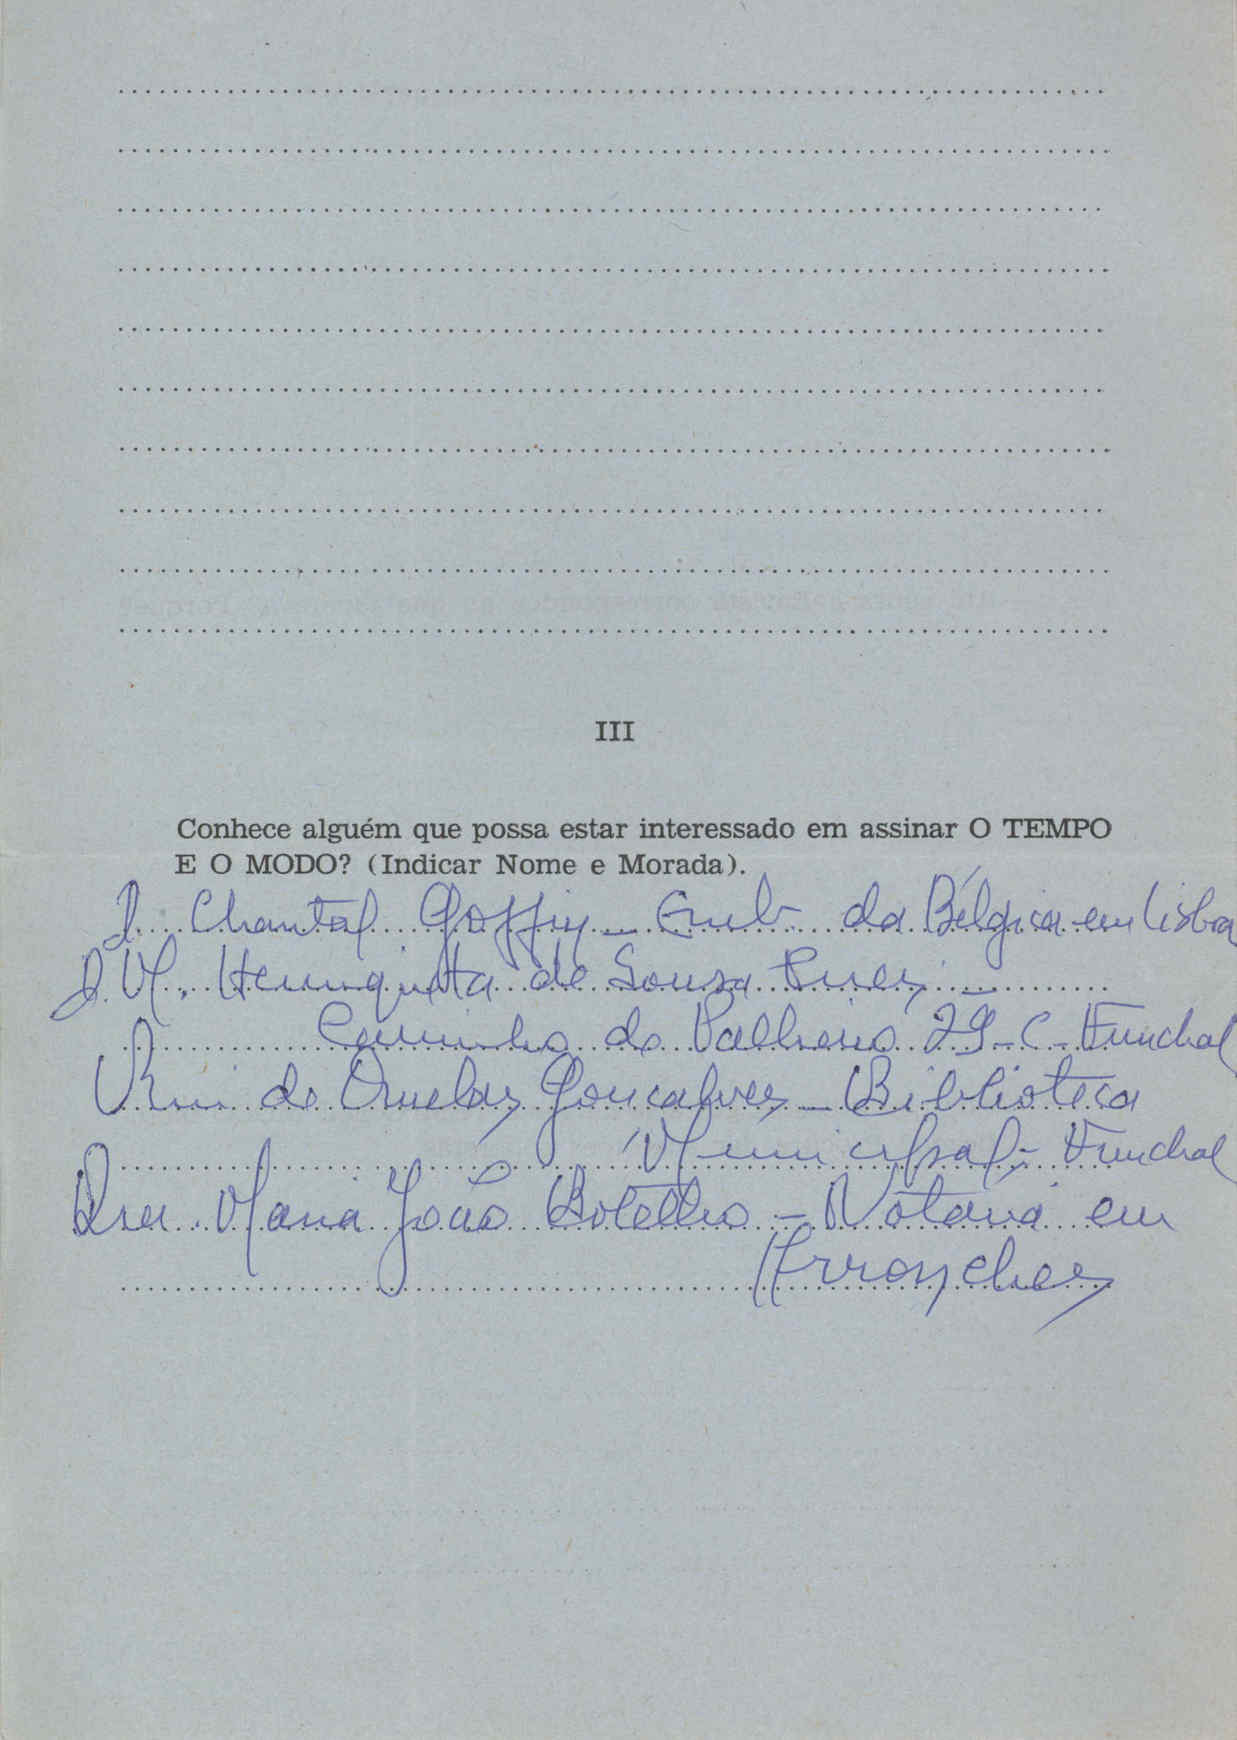 III
Conhece alguém que possa estar interessado em assinar O TEMPO
E O MODO? (Indicar Nome e Morada).
D. Chantal Goffin – Emb. da Bélgica em Lisboa
D. M. Henriqueta de Sousa
Caminho do Palheiro 29-C-Funchal
Rui de Ornelas Gonçalves – Biblioteca
Municipal – Funchal
Dra Maria João Botelho – Notária em
Arronches